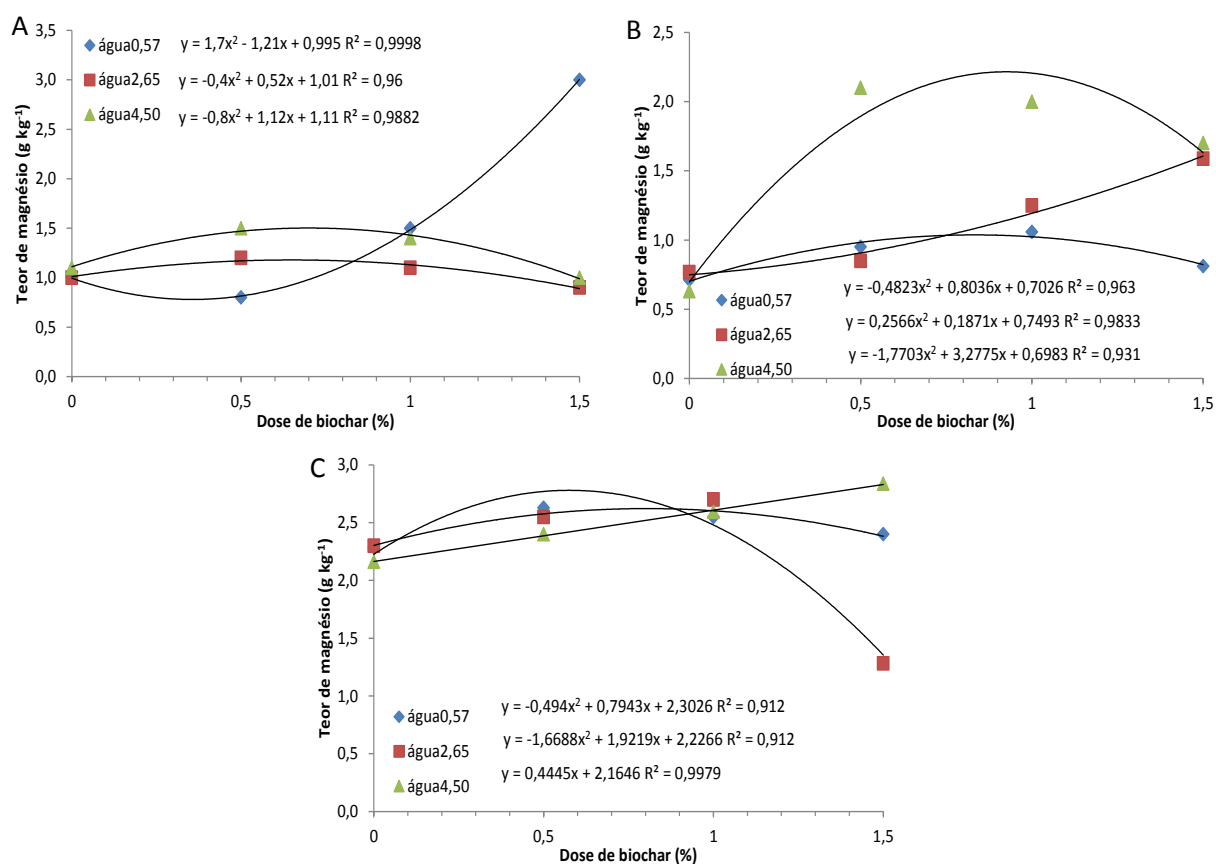 A
água0,57 y = 1,7x² - 1,21x + 0,995 R² = 0,9998
água2,65 y = -0,4x² + 0,52x + 1,01 R² = 0,96
água4,50 y = -0,8x² + 1,12x + 1,11 R² = 0,9882
3,5
3,0
2,5
2,0
1,5
1,0
0,5
0,0
Teor de magnésio (g kg⁻¹)
0 0,5 1 1,5
Dose de biochar (%)
B
2,5
2,0
1,5
1,0
0,5
0,0
Teor de magnésio (g kg⁻¹)
água0,57 y = -0,4823x² + 0,8036x + 0,7026 R² = 0,963
água2,65 y = 0,2566x² + 0,1871x + 0,7493 R² = 0,9833
água4,50 y = -1,7703x² + 3,2775x + 0,6983 R² = 0,931
0 0,5 1 1,5
Dose de biochar (%)
C
3,0
2,5
2,0
1,5
1,0
0,5
0,0
Teor de magnésio (g kg⁻¹)
água0,57 y = -0,494x² + 0,7943x + 2,3026 R² = 0,912
água2,65 y = -1,6688x² + 1,9219x + 2,2266 R² = 0,912
água4,50 y = 0,4445x + 2,1646 R² = 0,9979
0 0,5 1 1,5
Dose de biochar (%)